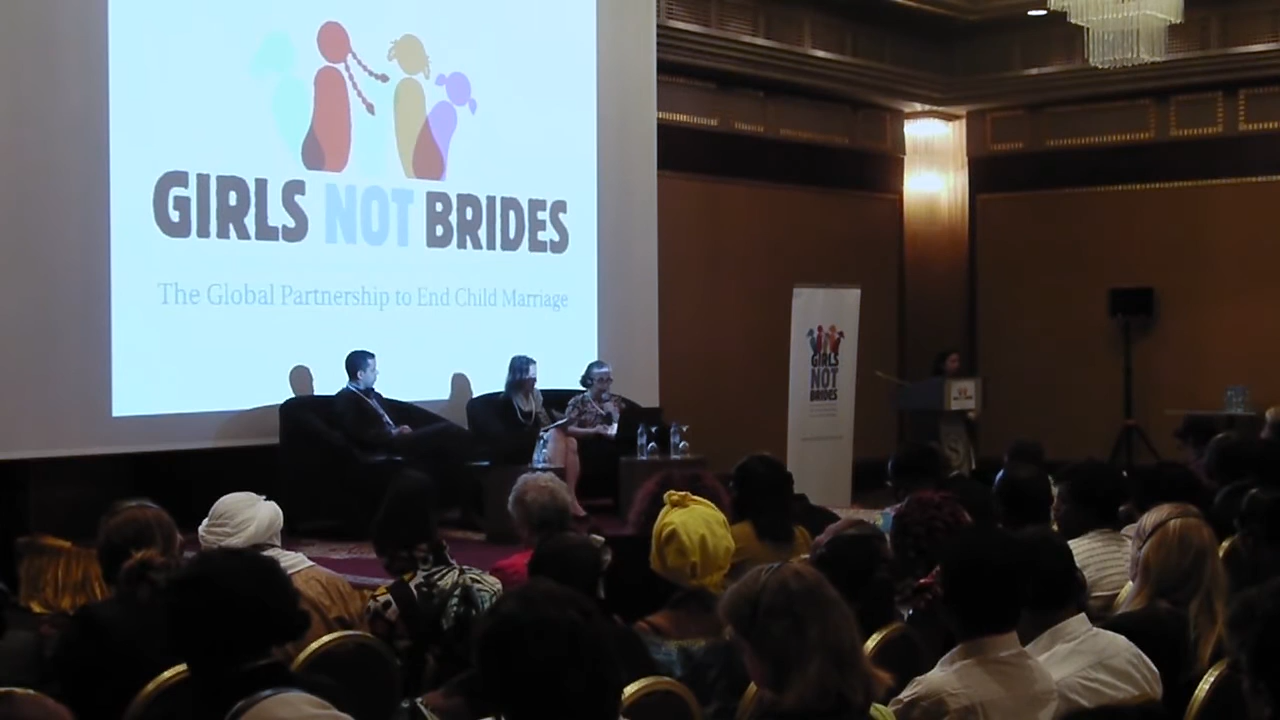 GIRLS NOT BRIDES
The Global Partnership to End Child Marriage
GIRLS
NOT
BRIDES